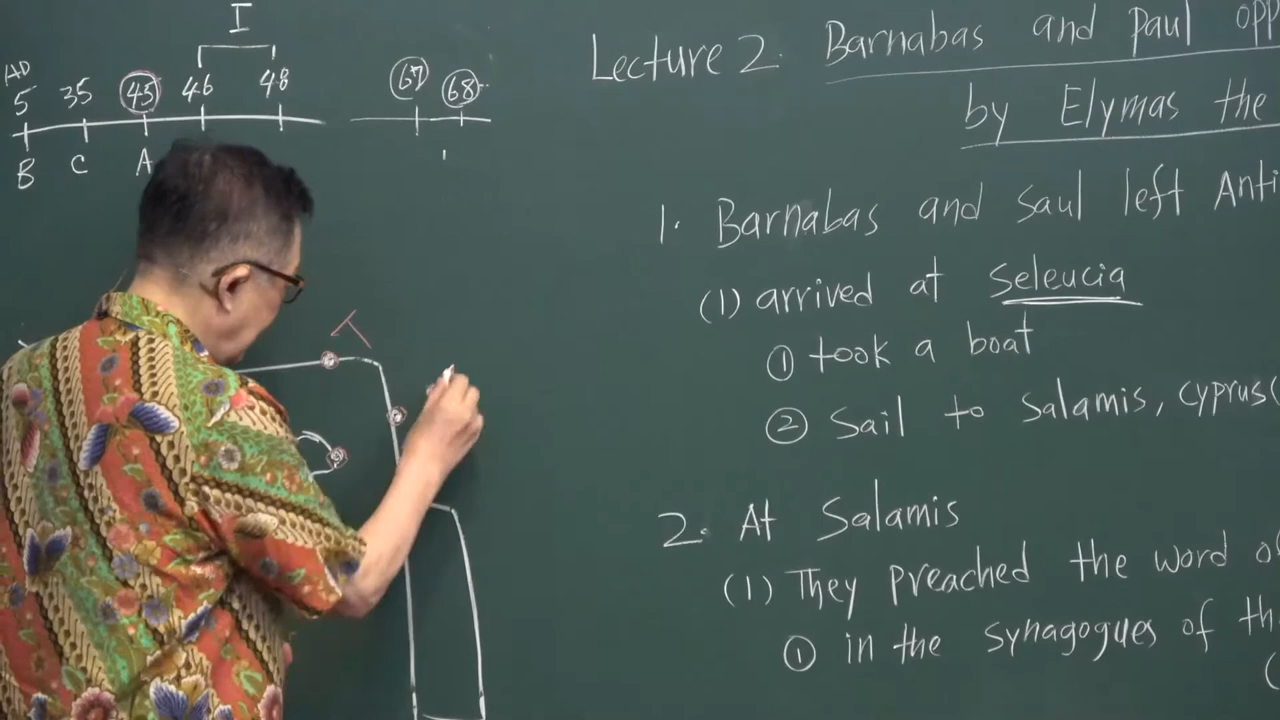 I
AD 5 35 45 46 48 67 68
B C A
T
Lecture 2. Barnabas and Paul opp
by Elymas the
1. Barnabas and Saul left Anti
(1) arrived at Seleucia
① took a boat
② Sail to Salamis, Cyprus(
2. At Salamis
(1) They preached the word of
① in the synagogues of th
(